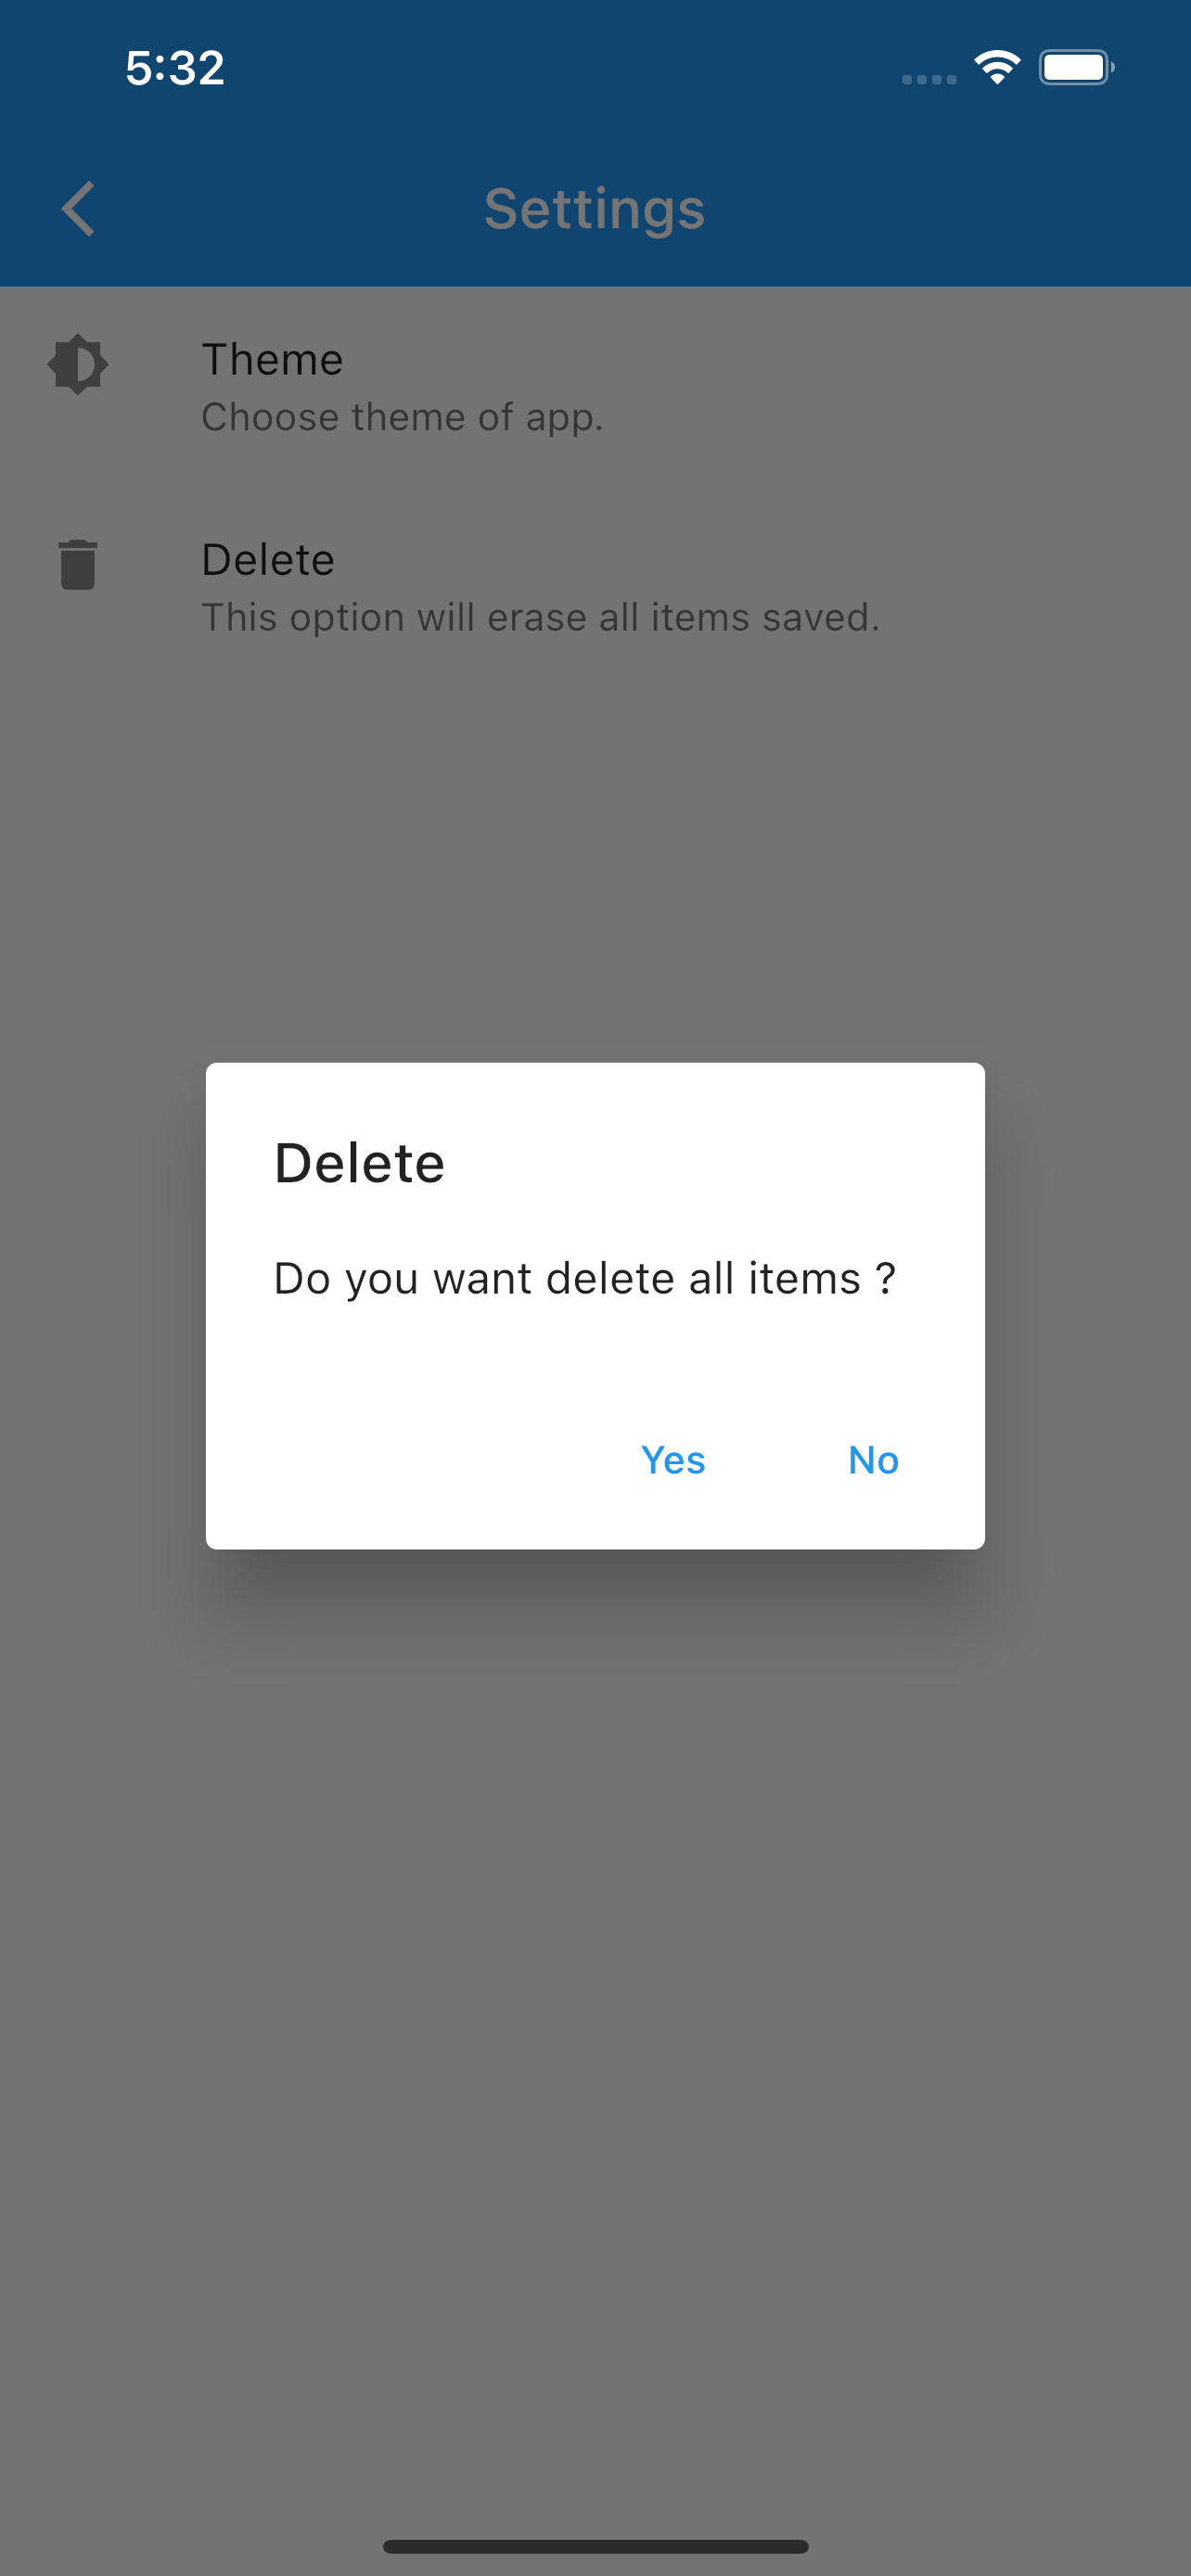 5:32
Settings
Theme
Choose theme of app.
Delete
This option will erase all items saved.
Delete
Do you want delete all items ?
Yes No